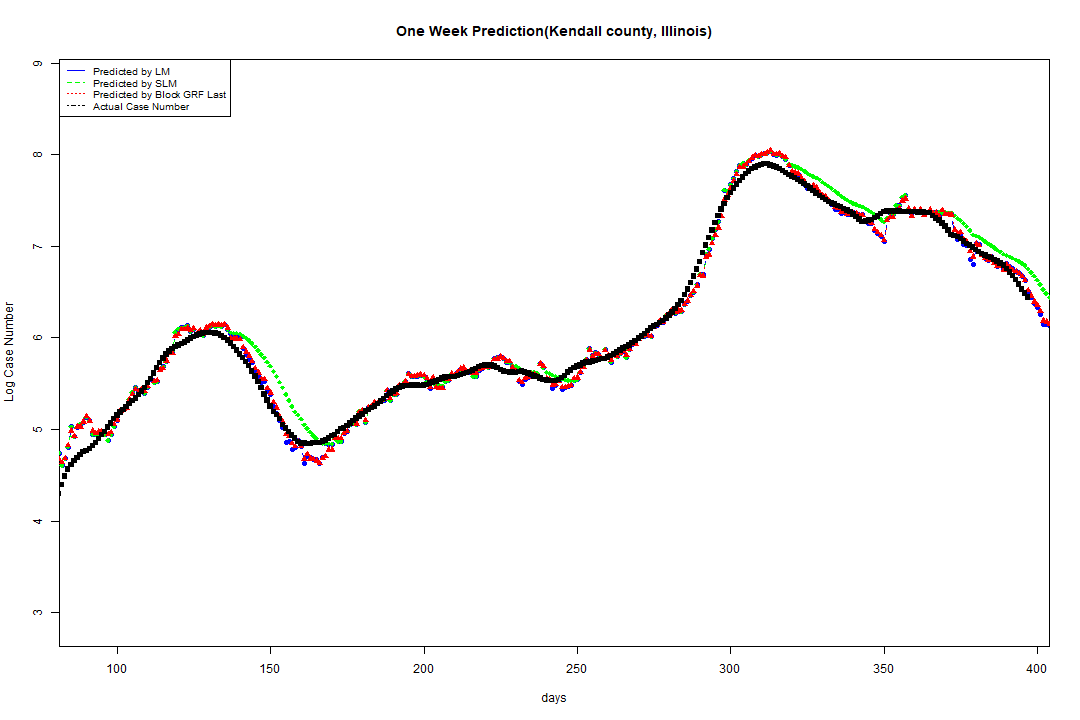 One Week Prediction(Kendall county, Illinois)
Predicted by LM
Predicted by SLM
Predicted by Block GRF Last
Actual Case Number
9
8
7
6
5
4
3
Log Case Number
100 150 200 250 300 350 400
days